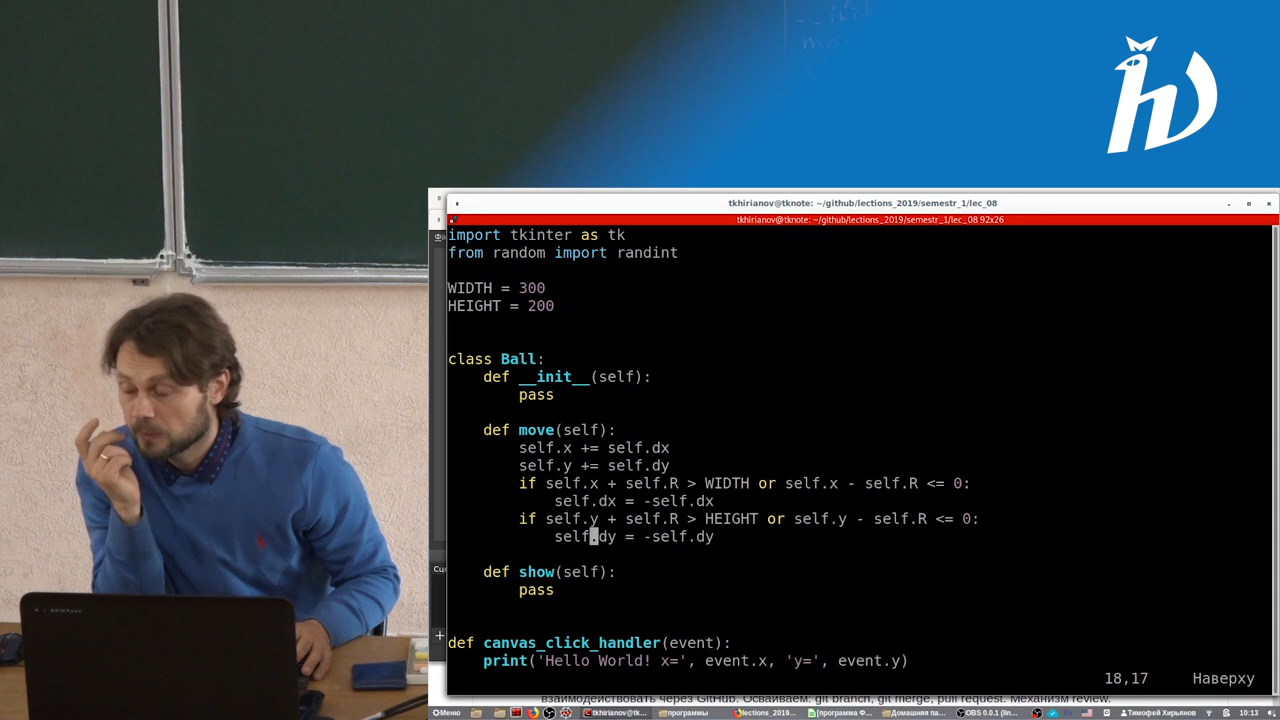 tkhirianov@tknote: ~/github/lections_2019/semestr_1/lec_08
tkhirianov@tknote: ~/github/lections_2019/semestr_1/lec_08 92x26
import tkinter as tk
from random import randint
WIDTH = 300
HEIGHT = 200
class Ball:
def __init__(self):
pass
def move(self):
self.x += self.dx
self.y += self.dy
if self.x + self.R > WIDTH or self.x - self.R <= 0:
self.dx = -self.dx
if self.y + self.R > HEIGHT or self.y - self.R <= 0:
self.dy = -self.dy
def show(self):
pass
def canvas_click_handler(event):
print('Hello World! x=', event.x, 'y=', event.y)
18,17 Наверху
взаимодействовать через GitHub. Осваиваем: git branch, git merge, pull request. Механизм review.
Меню tkhirianov@tk... программы lections_2019... [программа Ф... Домашняя па... OBS 0.0.1 (lin... Тимофей Хирьянов 10:13